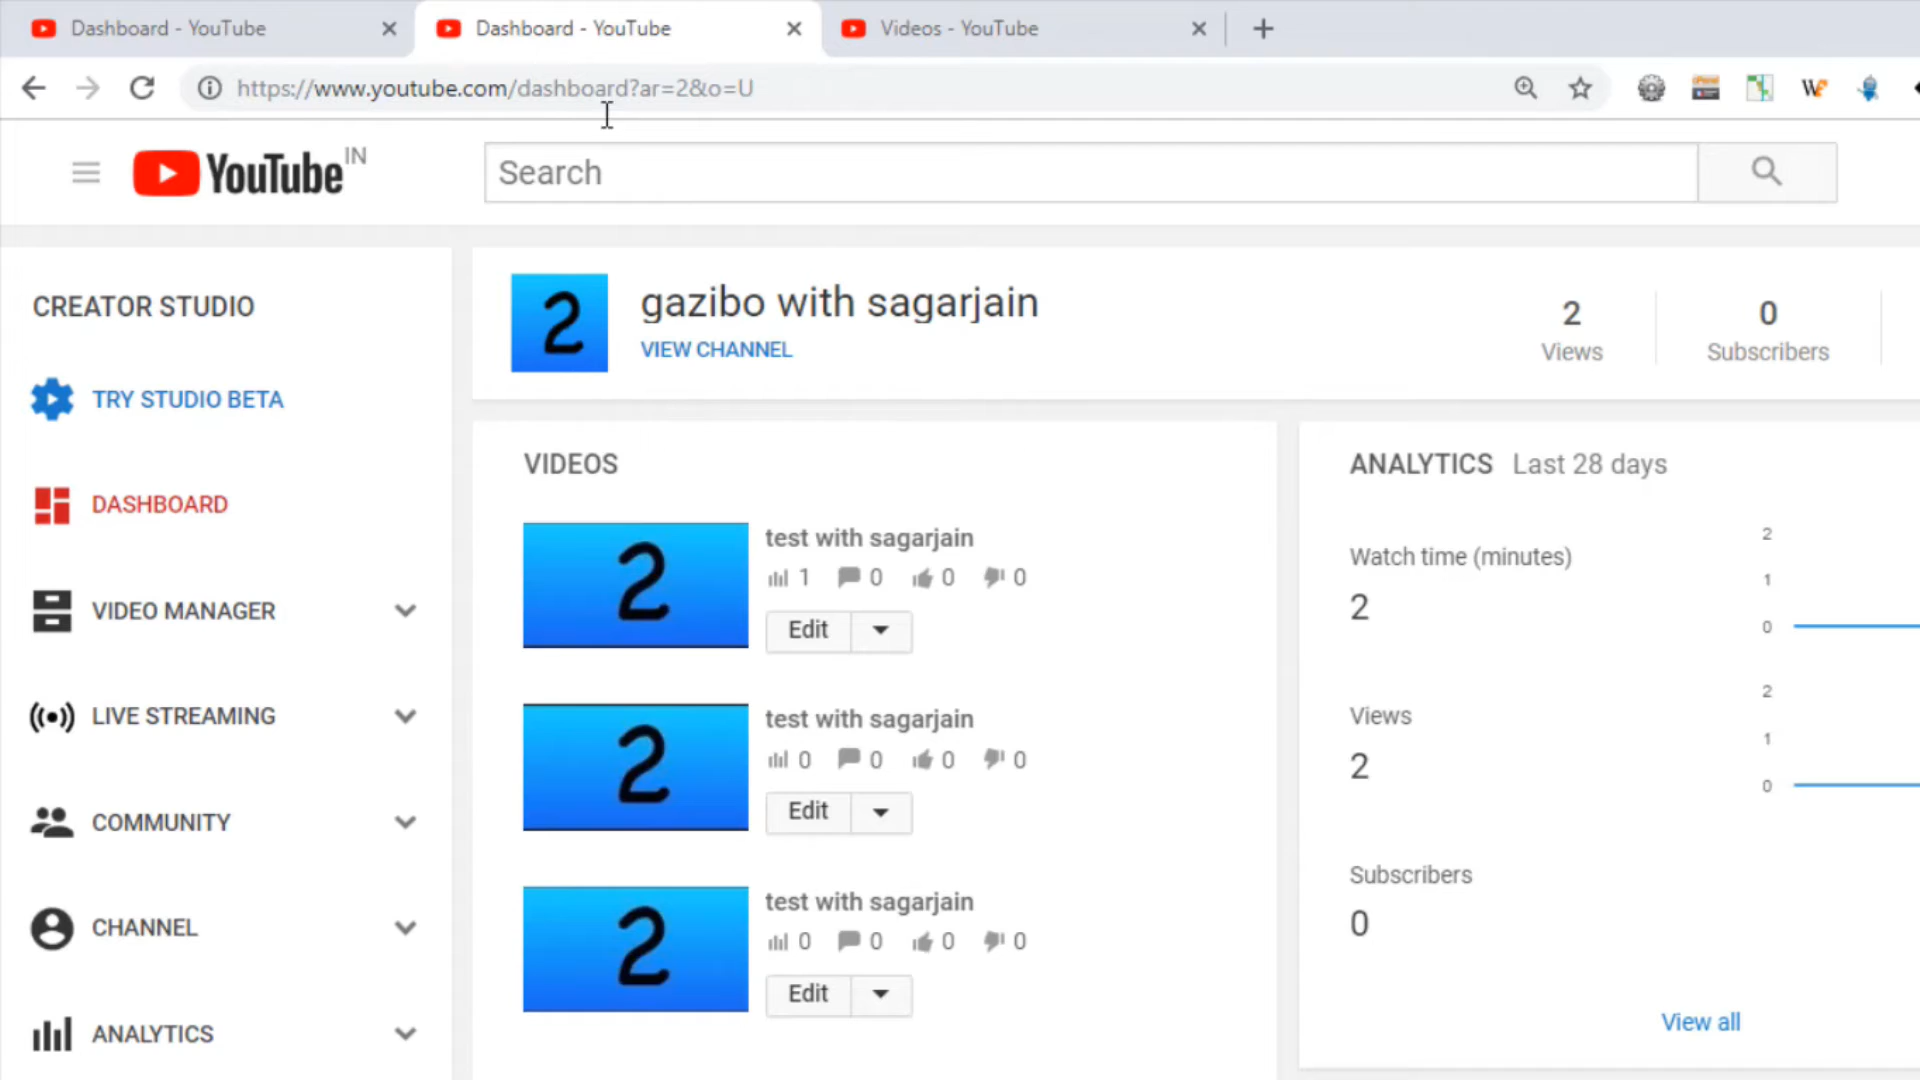 Dashboard - YouTube
Dashboard - YouTube
Videos - YouTube
https://www.youtube.com/dashboard?ar=2&o=U
YouTube IN
Search
CREATOR STUDIO
TRY STUDIO BETA
DASHBOARD
VIDEO MANAGER
LIVE STREAMING
COMMUNITY
CHANNEL
ANALYTICS
2
gazibo with sagarjain
VIEW CHANNEL
2
Views
0
Subscribers
VIDEOS
2
test with sagarjain
1 0 0 0
Edit
2
test with sagarjain
0 0 0 0
Edit
2
test with sagarjain
0 0 0 0
Edit
ANALYTICS Last 28 days
Watch time (minutes)
2
2
1
0
Views
2
2
1
0
Subscribers
0
View all